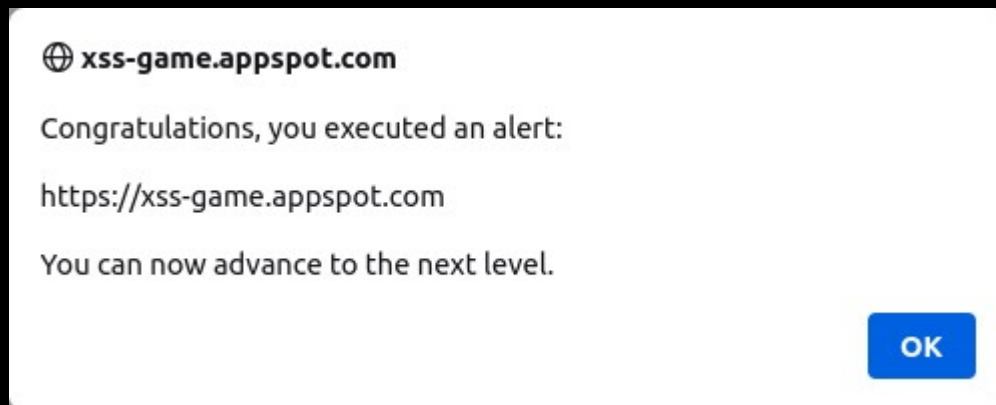 xss-game.appspot.com
Congratulations, you executed an alert:
https://xss-game.appspot.com
You can now advance to the next level.
OK